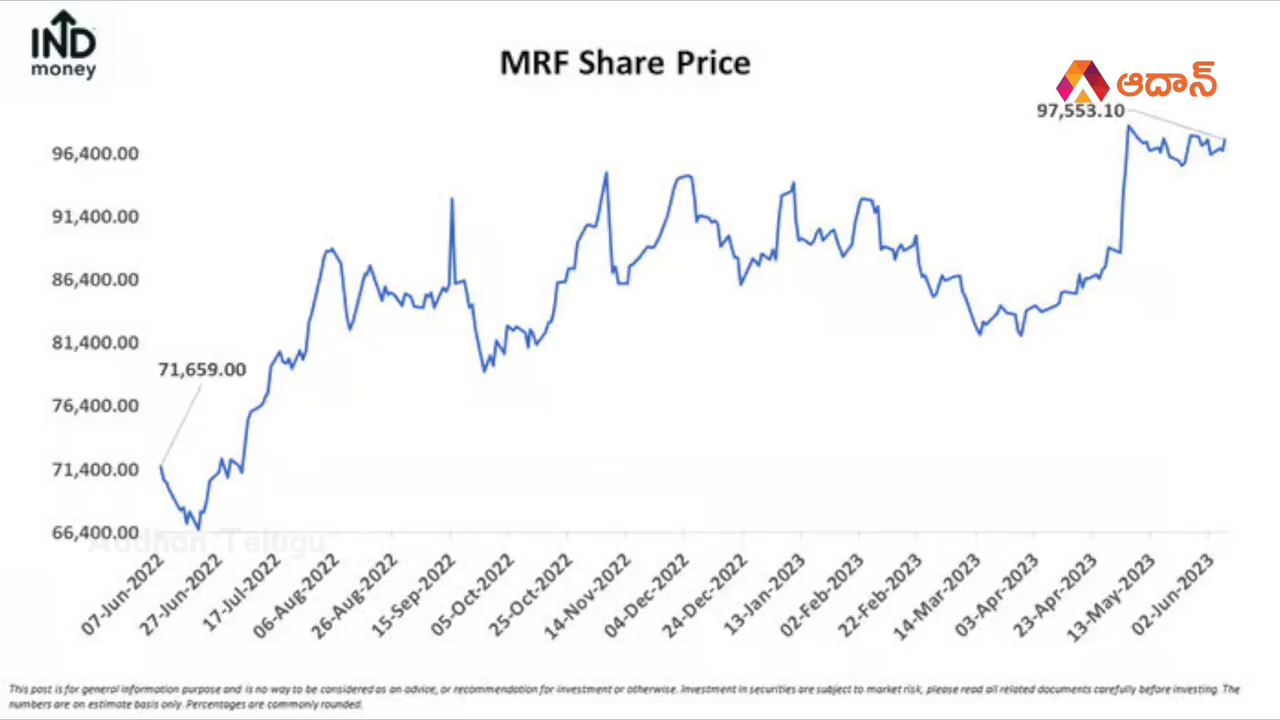 IND
money
MRF Share Price
ఆదాన్
97,553.10
96,400.00
91,400.00
86,400.00
81,400.00
71,659.00
76,400.00
71,400.00
66,400.00
Aadhan Telugu
07-Jun-2022
27-Jun-2022
17-Jul-2022
06-Aug-2022
26-Aug-2022
15-Sep-2022
05-Oct-2022
25-Oct-2022
14-Nov-2022
04-Dec-2022
24-Dec-2022
13-Jan-2023
02-Feb-2023
22-Feb-2023
14-Mar-2023
03-Apr-2023
23-Apr-2023
13-May-2023
02-Jun-2023
This post is for general information purpose and is no way to be considered as an advice, or recommendation for investment or otherwise. Investment in securities are subject to market risk, please read all related documents carefully before investing. The
numbers are on estimate basis only. Percentages are commonly rounded.